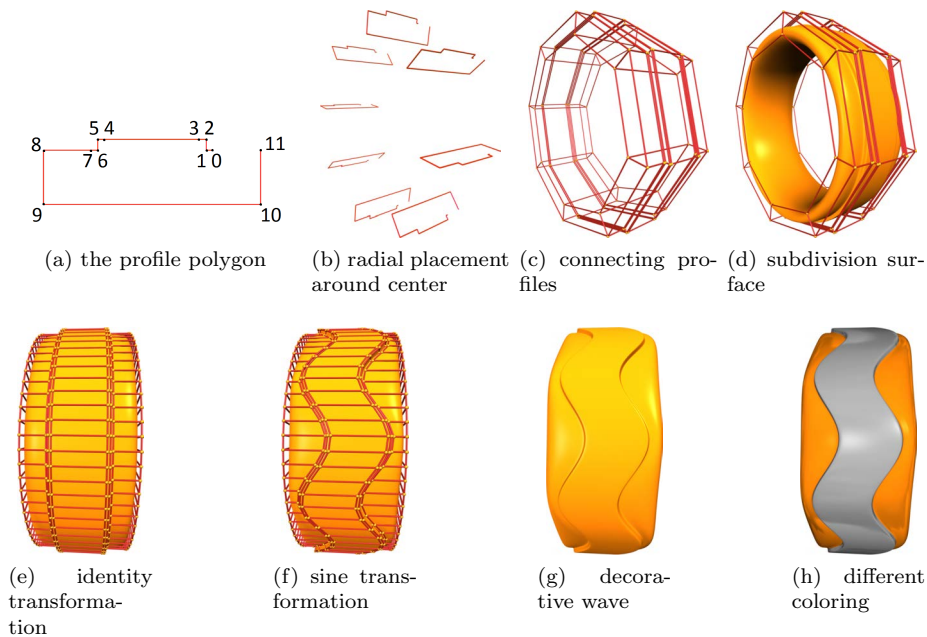 5 4
3 2
8
7 6
1 0
11
9
10
(a) the profile polygon
(b) radial placement
around center
(c) connecting pro-
files
(d) subdivision sur-
face
(e) identity
transforma-
tion
(f) sine trans-
formation
(g) decora-
tive wave
(h) different
coloring